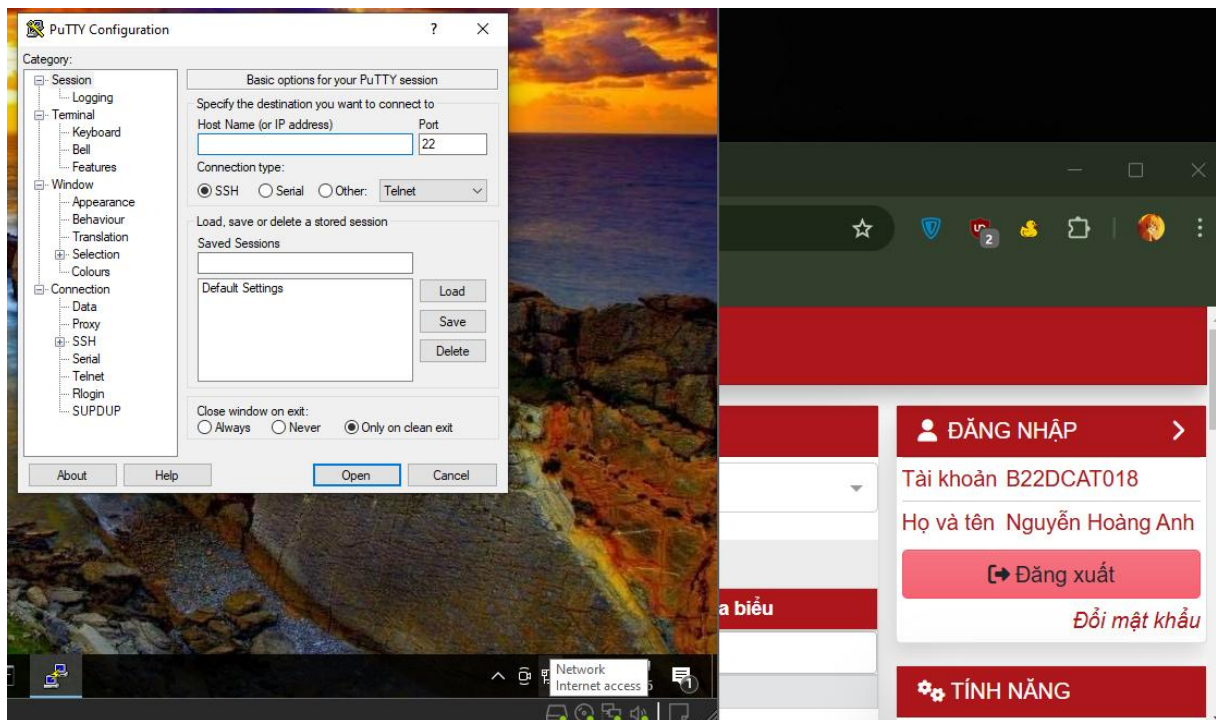 PuTTY Configuration
?
Category:
Session
Logging
Terminal
Keyboard
Bell
Features
Window
Appearance
Behaviour
Translation
Selection
Colours
Connection
Data
Proxy
SSH
Serial
Telnet
Rlogin
SUPDUP
Basic options for your PuTTY session
Specify the destination you want to connect to
Host Name (or IP address) Port
22
Connection type:
SSH Serial Other: Telnet
Load, save or delete a stored session
Saved Sessions
Default Settings
Load
Save
Delete
Close window on exit:
Always Never Only on clean exit
About Help Open Cancel
Network
Internet access
1
2
ĐĂNG NHẬP
Tài khoản B22DCAT018
Họ và tên Nguyễn Hoàng Anh
Đăng xuất
Đổi mật khẩu
a biểu
TÍNH NĂNG